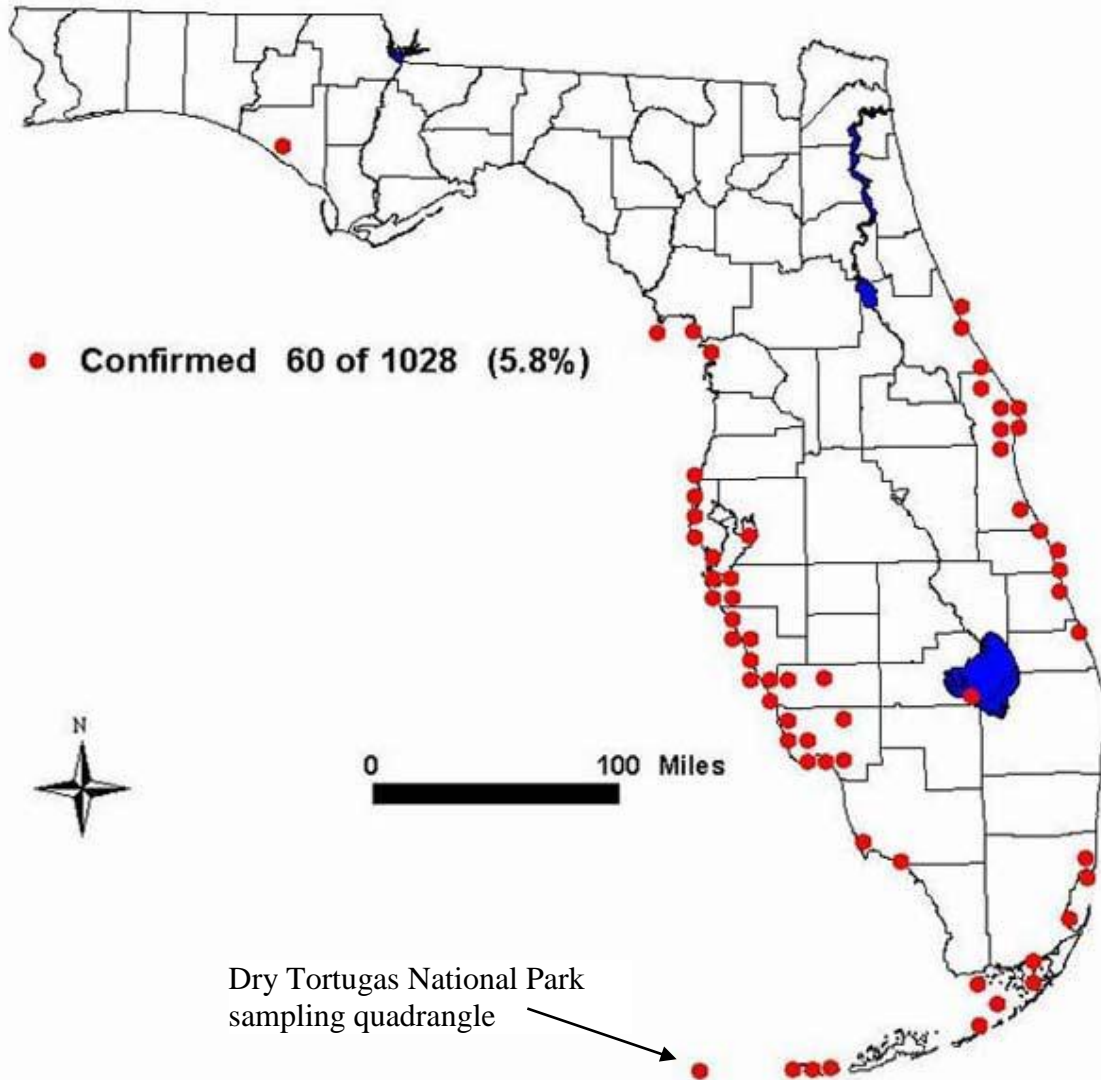 Confirmed 60 of 1028 (5.8%)
N
0 100 Miles
Dry Tortugas National Park
sampling quadrangle